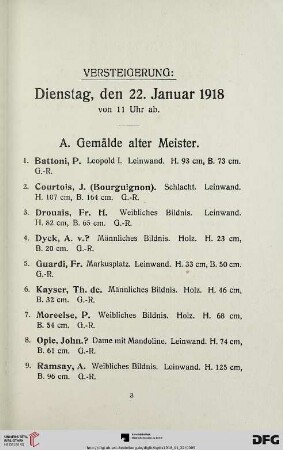 VERSTEIGERUNG:
Dienstag, den 22. Januar 1918
von 11 Uhr ab.
A. Gemälde alter Meister.
1. Battoni, P. Leopold I. Leinwand. H. 93 cm, B. 73 cm.
G.-R.
2. Courtois, J. (Bourguignon). Schlacht. Leinwand.
H. 107 cm, B. 164 cm. G.-R.
3. Drouais, Fr. H. Weibliches Bildnis. Leinwand.
H. 82 cm, B. 65 cm. G.-R.
4. Dyck, A. v.? Männliches Bildnis. Holz. H. 23 cm,
B. 20 cm. G.-R.
5. Guardi, Fr. Markusplatz. Leinwand. H. 33 cm, B. 50 cm.
G.-R.
6. Kayser, Th. de. Männliches Bildnis. Holz. H. 46 cm,
B. 32 cm. G.-R.
7. Moreelse, P. Weibliches Bildnis. Holz. H. 68 cm,
B. 54 cm. G.-R.
8. Opie, John.? Dame mit Mandoline. Leinwand. H. 74 cm,
B. 61 cm. G.-R.
9. Ramsay, A. Weibliches Bildnis. Leinwand. H. 125 cm,
B. 96 cm. G.-R.
3
UNIVERSITÄTS-
BIBLIOTHEK
HEIDELBERG
DFG